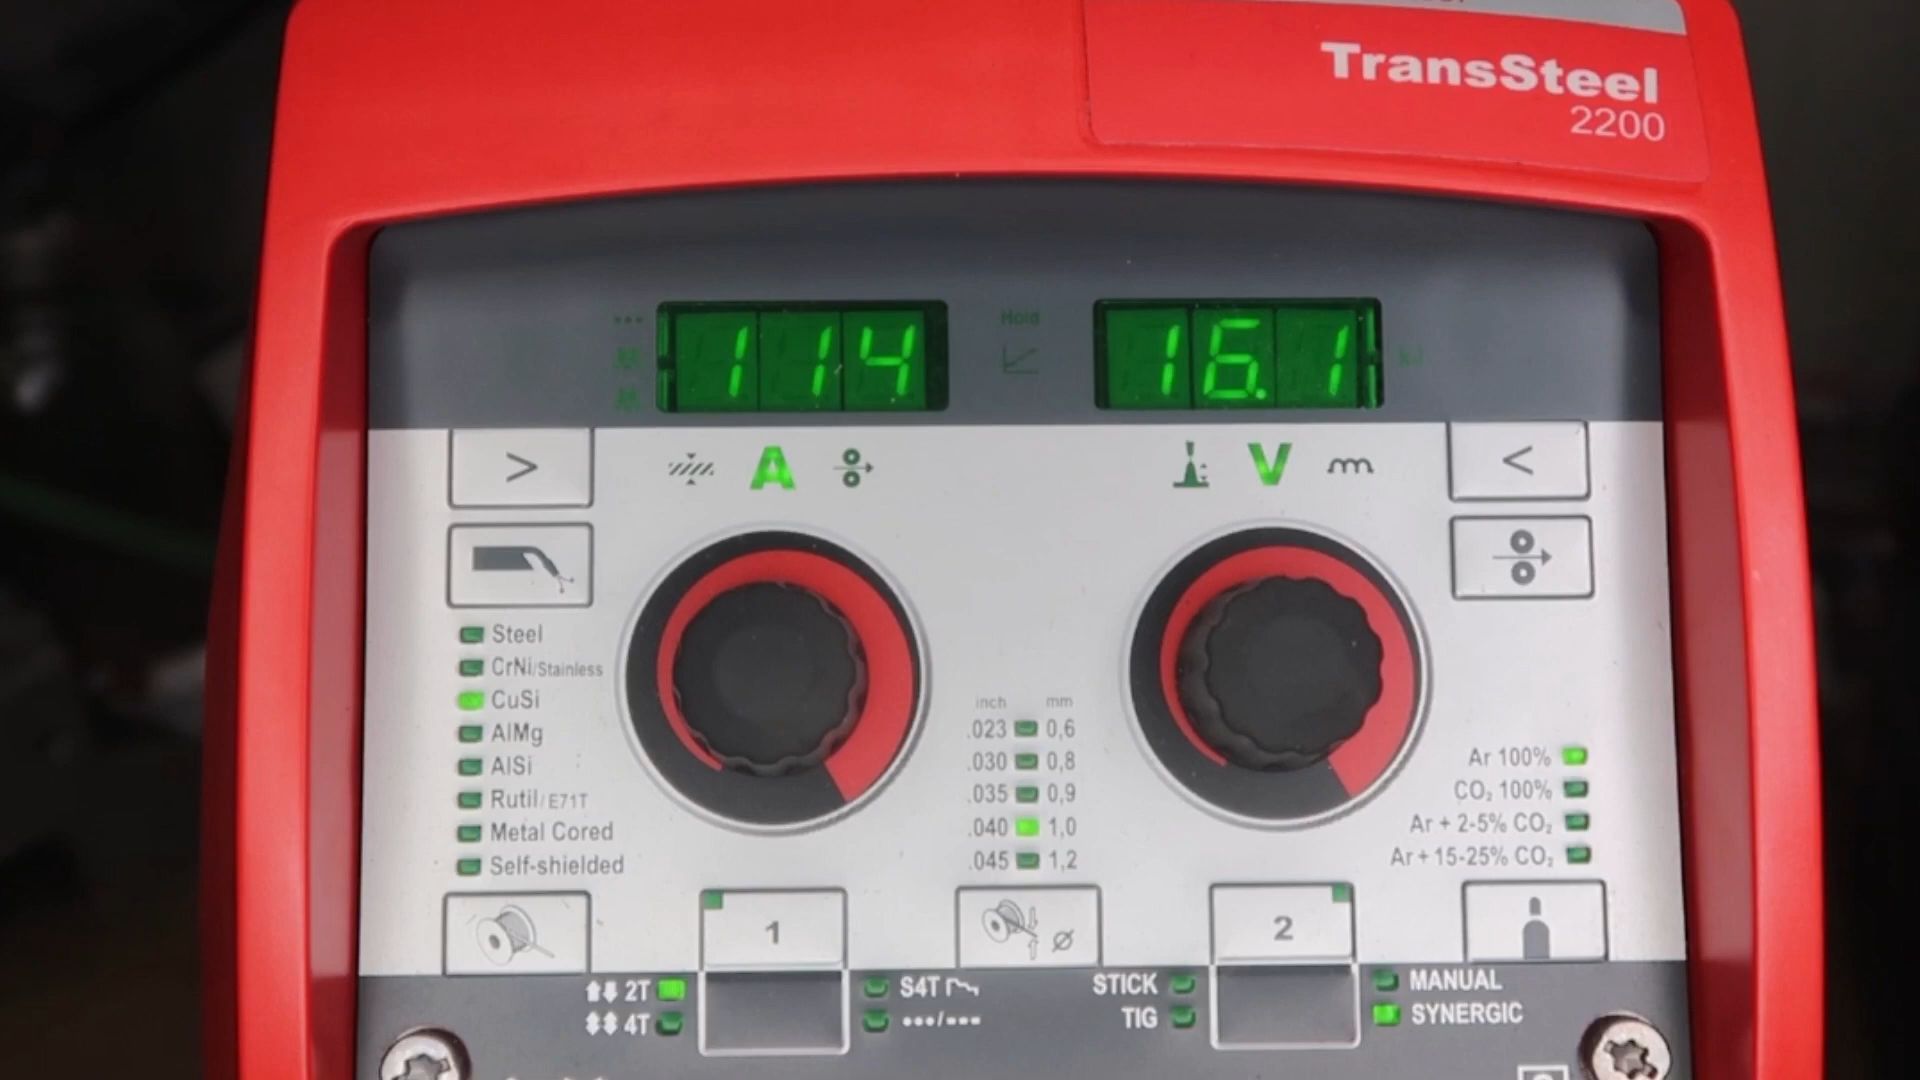 TransSteel
2200
Hold
114
16.1
A
V
>
<
Steel
CrNi/Stainless
CuSi
AlMg
AlSi
Rutil/E71T
Metal Cored
Self-shielded
inch mm
.023 0,6
.030 0,8
.035 0,9
.040 1,0
.045 1,2
Ar 100%
CO₂ 100%
Ar + 2-5% CO₂
Ar + 15-25% CO₂
1
Ø
2
2T
4T
S4T
•••/---
STICK
TIG
MANUAL
SYNERGIC